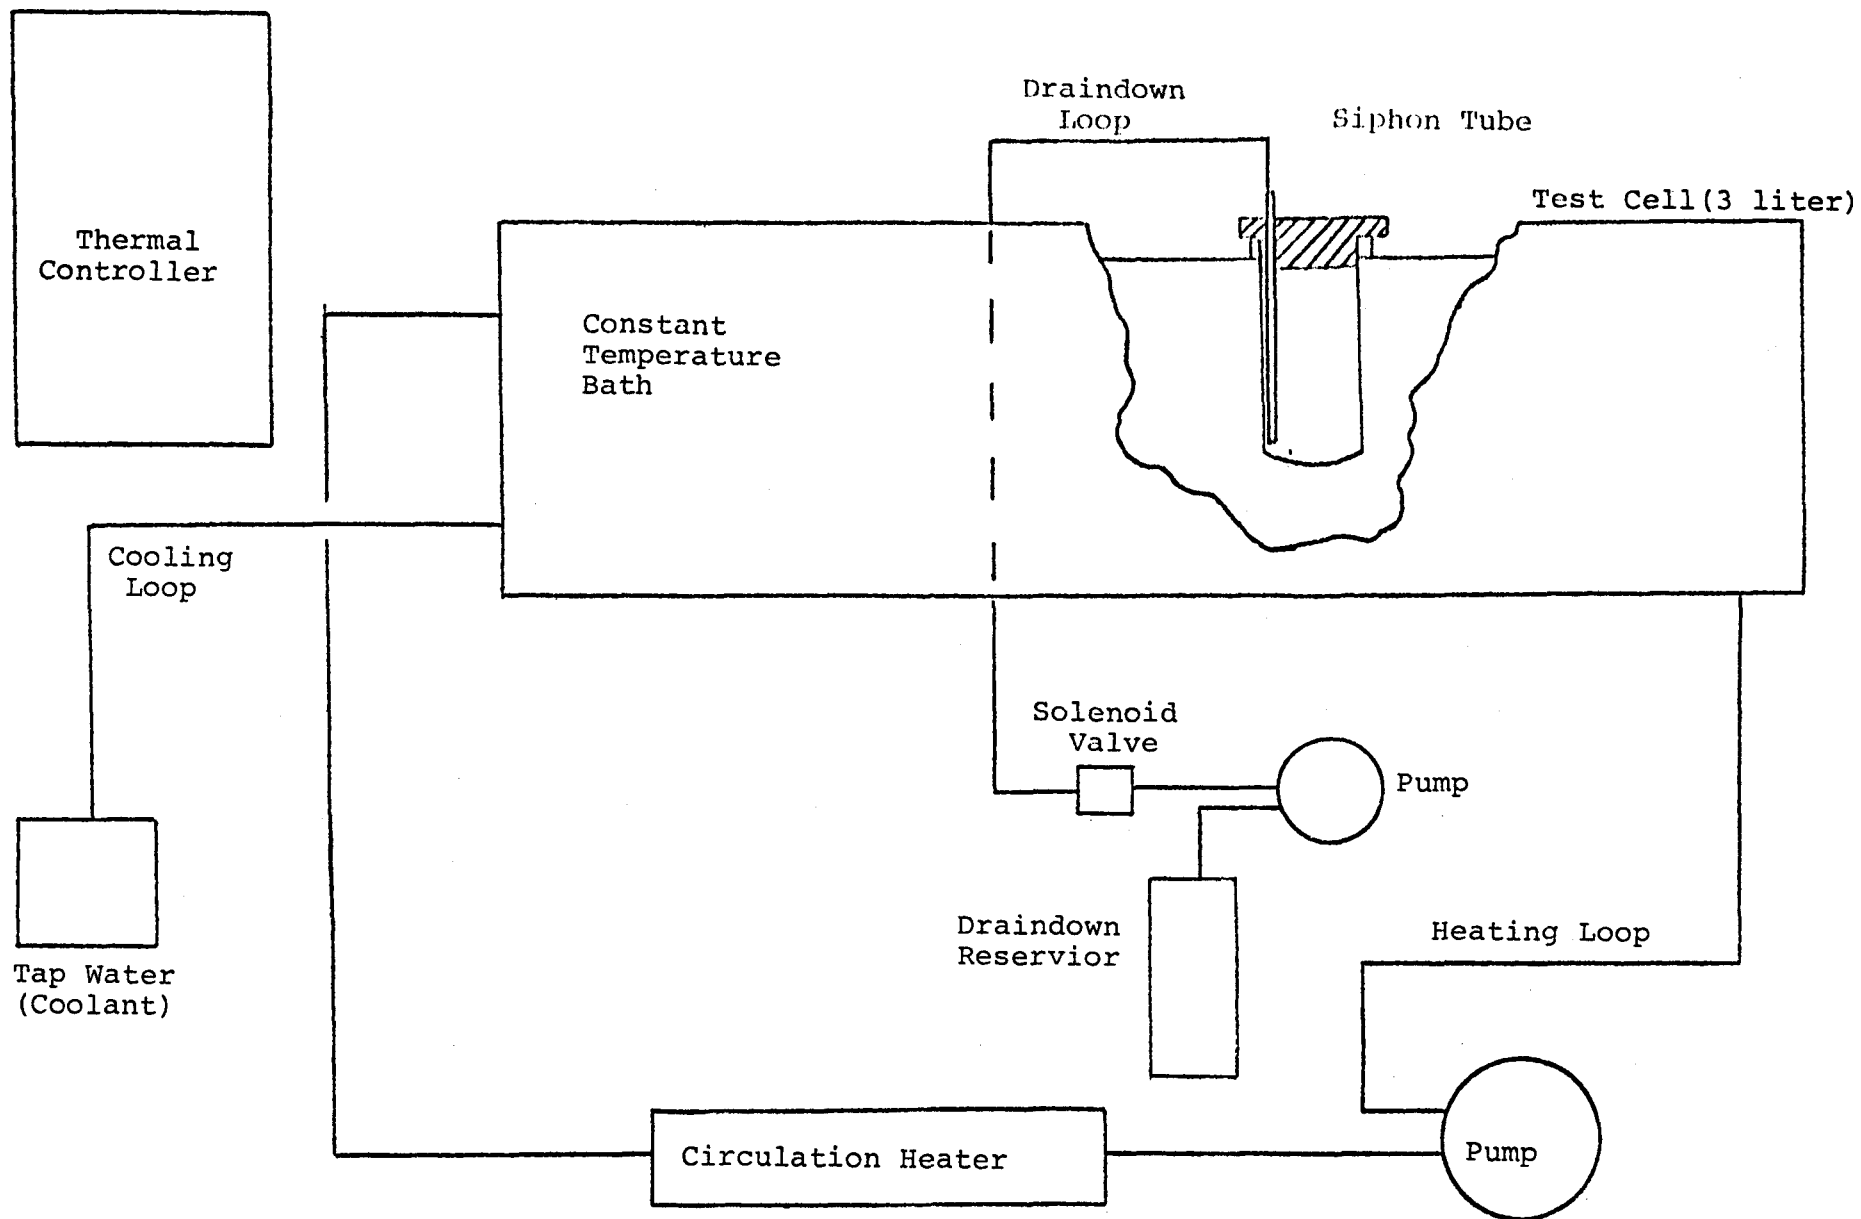 Draindown
Loop
Siphon Tube
Test Cell(3 liter)
Thermal
Controller
Constant
Temperature
Bath
Cooling
Loop
Solenoid
Valve
Pump
Draindown
Reservior
Heating Loop
Tap Water
(Coolant)
Circulation Heater
Pump